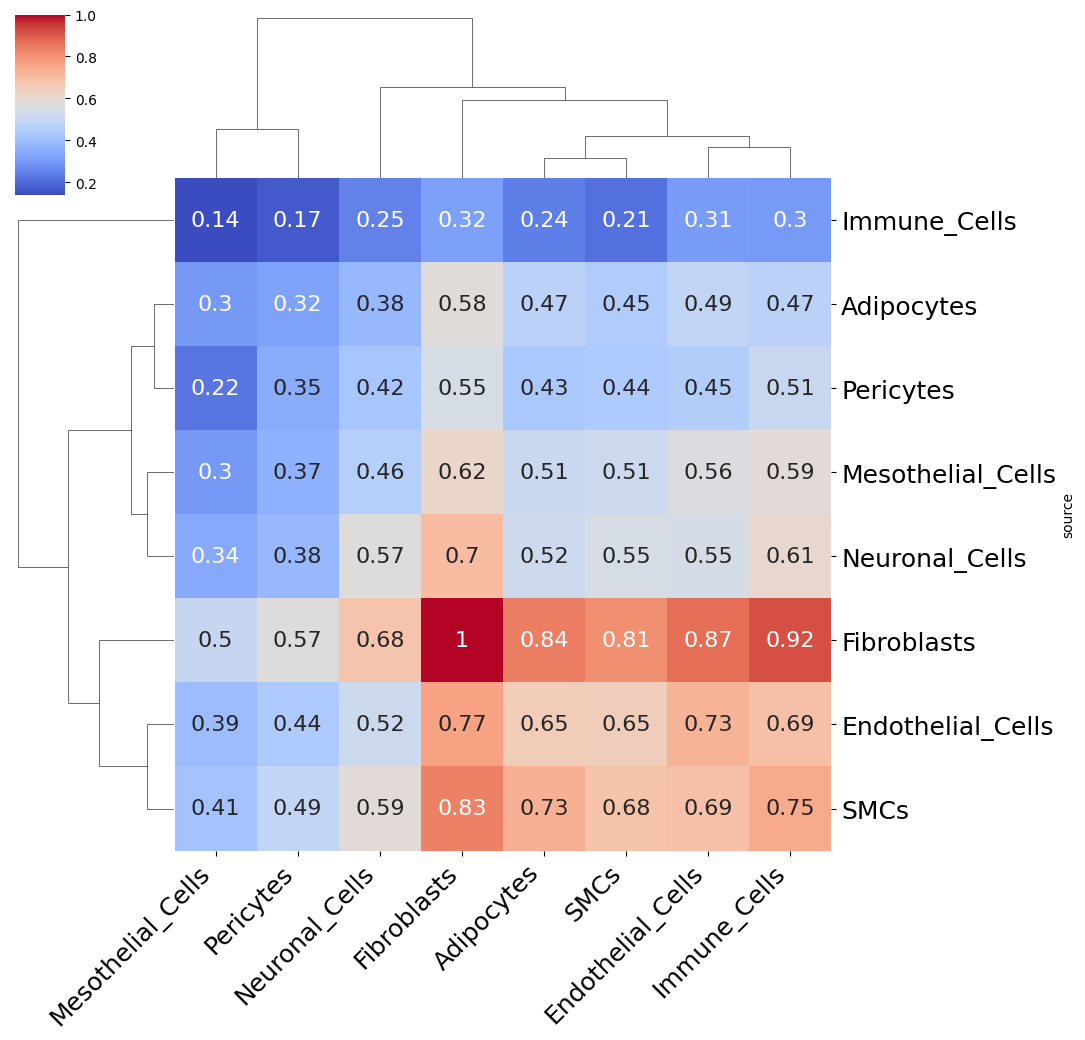 1.0
0.8
0.6
0.4
0.2
0.14 0.17 0.25 0.32 0.24 0.21 0.31 0.3 Immune_Cells
0.3 0.32 0.38 0.58 0.47 0.45 0.49 0.47 Adipocytes
0.22 0.35 0.42 0.55 0.43 0.44 0.45 0.51 Pericytes
0.3 0.37 0.46 0.62 0.51 0.51 0.56 0.59 Mesothelial_Cells
0.34 0.38 0.57 0.7 0.52 0.55 0.55 0.61 Neuronal_Cells
0.5 0.57 0.68 1 0.84 0.81 0.87 0.92 Fibroblasts
0.39 0.44 0.52 0.77 0.65 0.65 0.73 0.69 Endothelial_Cells
0.41 0.49 0.59 0.83 0.73 0.68 0.69 0.75 SMCs
source
Mesothelial_Cells
Pericytes
Neuronal_Cells
Fibroblasts
Adipocytes
SMCs
Endothelial_Cells
Immune_Cells